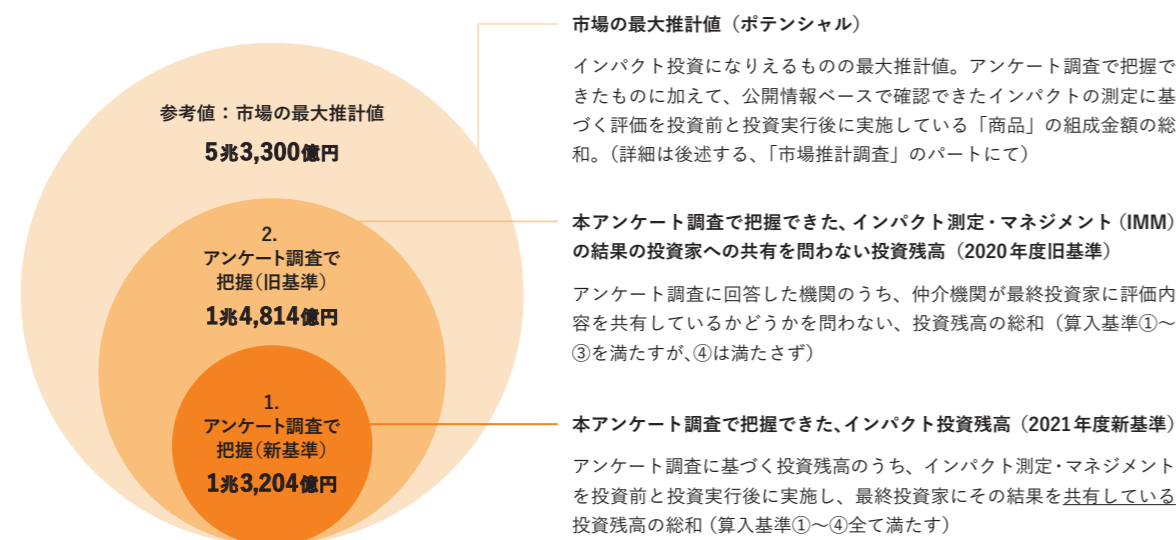 市場の最大推計値（ポテンシャル）
インパクト投資になりえるものの最大推計値。アンケート調査で把握で
きたものに加えて、公開情報ベースで確認できたインパクトの測定に基
づく評価を投資前と投資実行後に実施している「商品」の組成金額の総
和。（詳細は後述する、「市場推計調査」のパートにて）
参考値：市場の最大推計値
5兆3,300億円
本アンケート調査で把握できた、インパクト測定・マネジメント（IMM）
の結果の投資家への共有を問わない投資残高（2020年度旧基準）
アンケート調査に回答した機関のうち、仲介機関が最終投資家に評価内
容を共有しているかどうかを問わない、投資残高の総和（算入基準①～
③を満たすが、④は満たさず）
2.
アンケート調査で
把握（旧基準）
1兆4,814億円
本アンケート調査で把握できた、インパクト投資残高（2021年度新基準）
アンケート調査に基づく投資残高のうち、インパクト測定・マネジメント
を投資前と投資実行後に実施し、最終投資家にその結果を共有している
投資残高の総和（算入基準①～④全て満たす）
1.
アンケート調査で
把握（新基準）
1兆3,204億円